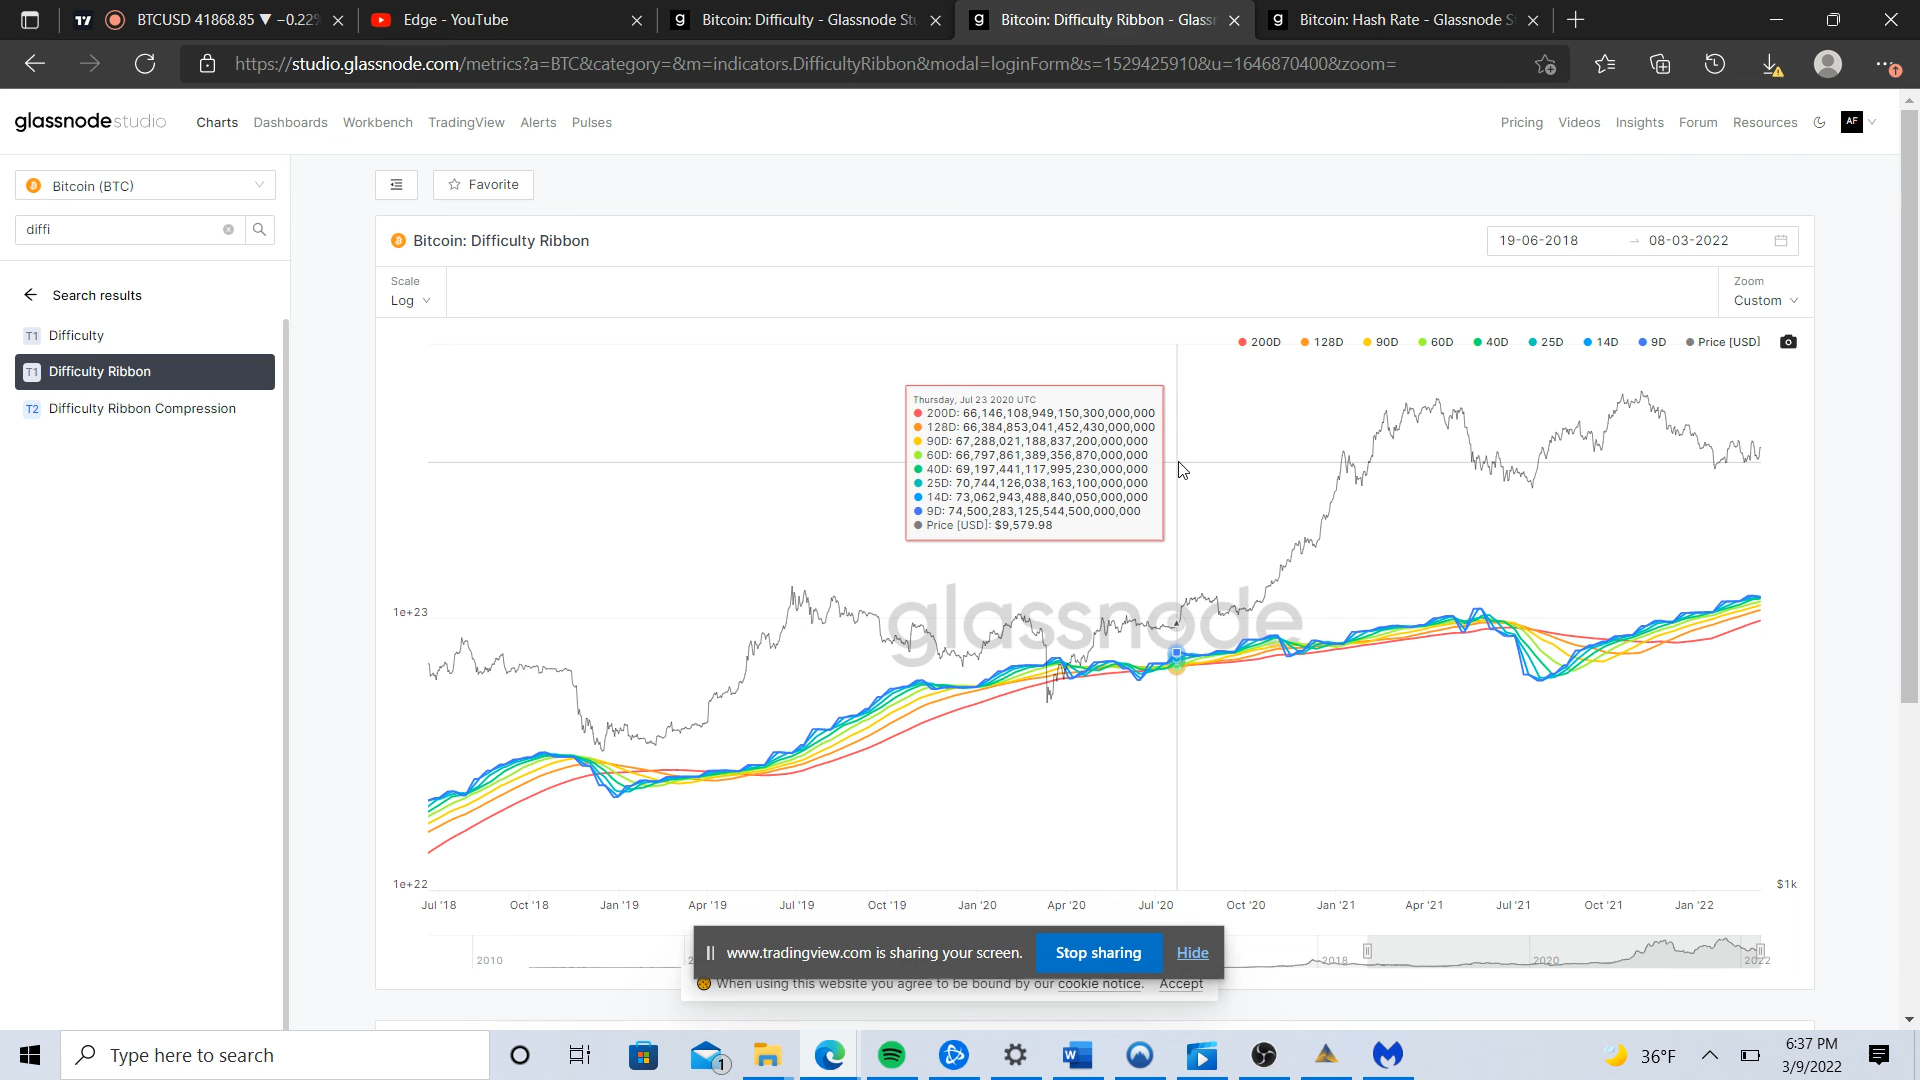 BTCUSD 41868.85 ▼ −0.22%
Edge - YouTube
Bitcoin: Difficulty - Glassnode Stu
Bitcoin: Difficulty Ribbon - Glass
Bitcoin: Hash Rate - Glassnode S
https://studio.glassnode.com/metrics?a=BTC&category=&m=indicators.DifficultyRibbon&modal=loginForm&s=1529425910&u=1646870400&zoom=
glassnodestudio
Charts Dashboards Workbench TradingView Alerts Pulses
Pricing Videos Insights Forum Resources
AF
Bitcoin (BTC)
Favorite
diffi
Bitcoin: Difficulty Ribbon
19-06-2018 → 08-03-2022
Scale
Log
Zoom
Custom
Search results
T1 Difficulty
T1 Difficulty Ribbon
T2 Difficulty Ribbon Compression
200D 128D 90D 60D 40D 25D 14D 9D Price [USD]
Thursday, Jul 23 2020 UTC
200D: 66,146,108,949,150,300,000,000
128D: 66,384,853,041,452,430,000,000
90D: 67,288,021,188,837,200,000,000
60D: 66,797,861,389,356,870,000,000
40D: 69,197,441,117,995,230,000,000
25D: 70,744,126,038,163,100,000,000
14D: 73,062,943,488,840,050,000,000
9D: 74,500,283,125,544,500,000,000
Price [USD]: $9,579.98
glassnode
1e+23
1e+22
$1k
Jul '18 Oct '18 Jan '19 Apr '19 Jul '19 Oct '19 Jan '20 Apr '20 Jul '20 Oct '20 Jan '21 Apr '21 Jul '21 Oct '21 Jan '22
2010
2018
2020
2022
www.tradingview.com is sharing your screen. Stop sharing Hide
When using this website you agree to be bound by our cookie notice. Accept
Type here to search
1
36°F
6:37 PM
3/9/2022